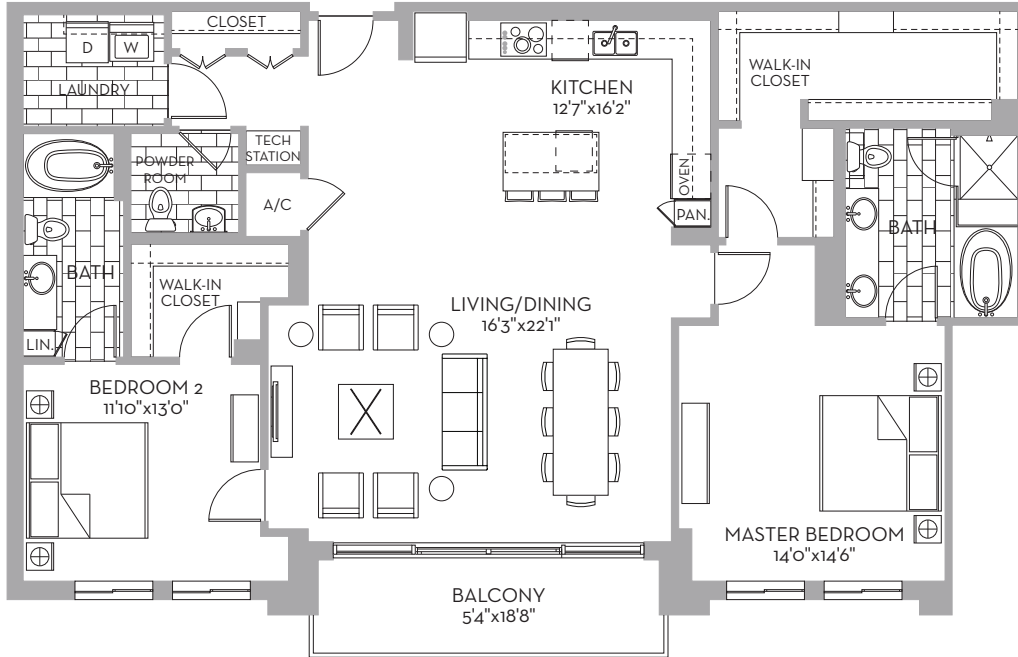 CLOSET
D
W
LAUNDRY
KITCHEN
12'7"x16'2"
WALK-IN
CLOSET
TECH
STATION
POWDER
ROOM
A/C
OVEN
PAN.
BATH
BATH
WALK-IN
CLOSET
LIN.
LIVING/DINING
16'3"x22'1"
BEDROOM 2
11'10"x13'0"
MASTER BEDROOM
14'0"x14'6"
BALCONY
5'4"x18'8"